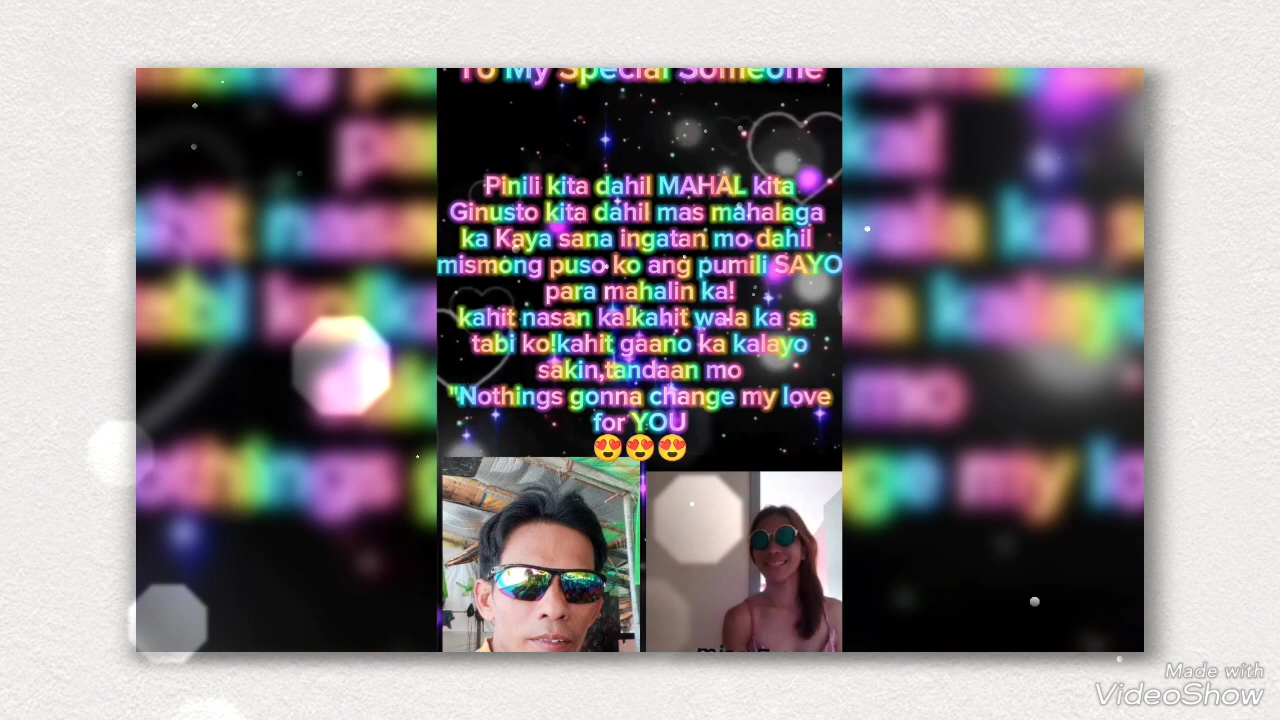 To My Special Someone
Pinili kita dahil MAHAL kita
Ginusto kita dahil mas mahalaga
ka Kaya sana ingatan mo dahil
mismong puso ko ang pumili SAYO
para mahalin ka!
kahit nasan ka!kahit wala ka sa
tabi ko!kahit gaano ka kalayo
sakin,tandaan mo
"Nothings gonna change my love
for YOU
😍😍😍
Made with
VideoShow